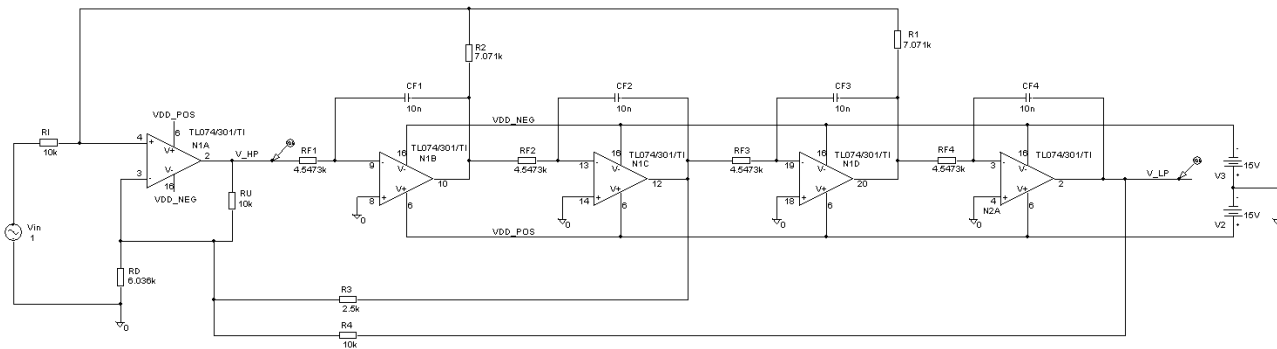 R2
7.071k
R1
7.071k
CF1
10n
CF2
10n
CF3
10n
CF4
10n
VDD_POS
VDD_NEG
RI
10k
4
+
6
V+
TL074/301/TI
N1A
2
V_HP
3
-
V-
16
VDD_NEG
RF1
4.5473k
9
-
16
V-
TL074/301/TI
N1B
10
8
+
V+
6
0
RF2
4.5473k
13
-
16
V-
TL074/301/TI
N1C
12
14
+
V+
6
0
RF3
4.5473k
19
-
16
V-
TL074/301/TI
N1D
20
18
+
V+
6
0
RF4
4.5473k
3
-
16
V-
TL074/301/TI
2
4
+
V+
6
N2A
0
V_LP
-
15V
V3
+
-
15V
V2
+
0
RU
10k
Vin
1
VDD_POS
RD
6.036k
0
R3
2.5k
R4
10k